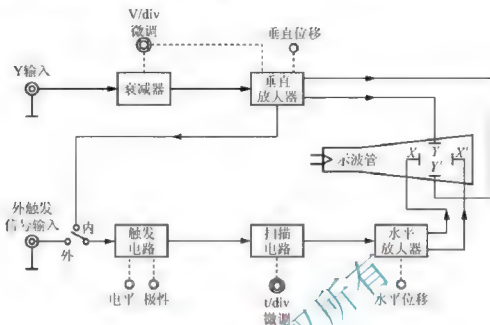 V/div
微调
垂直位移
Y输入
衰减器
垂直
放大器
示波管
X
Y
X'
Y'
外触发
信号输入
内
外
触发
电路
扫描
电路
水平
放大器
电平
极性
t/div
微调
水平位移
所有